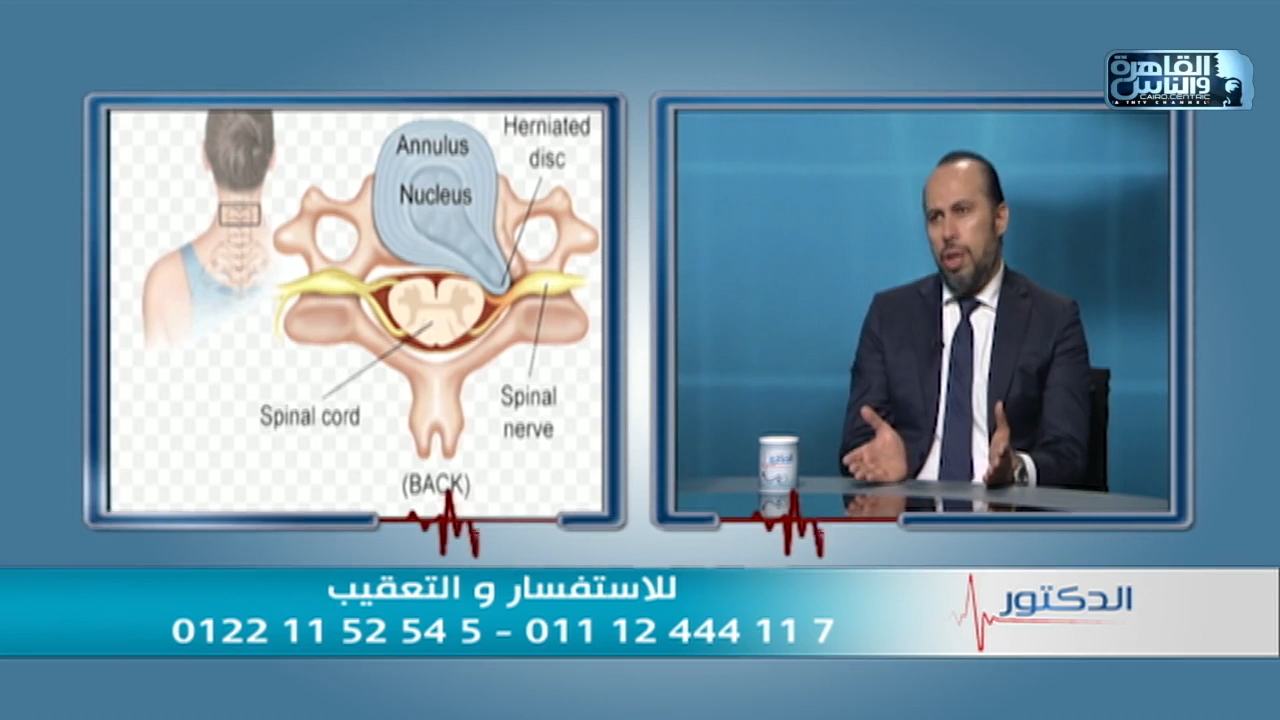 القاهرة
والناس
CAIRO.CENTRIC
A TNTV CHANNEL
Herniated
disc
Annulus
Nucleus
Spinal cord
Spinal
nerve
(BACK)
الدكتور
للاستفسار و التعقيب
0122 11 52 54 5 - 011 12 444 11 7
الدكتور